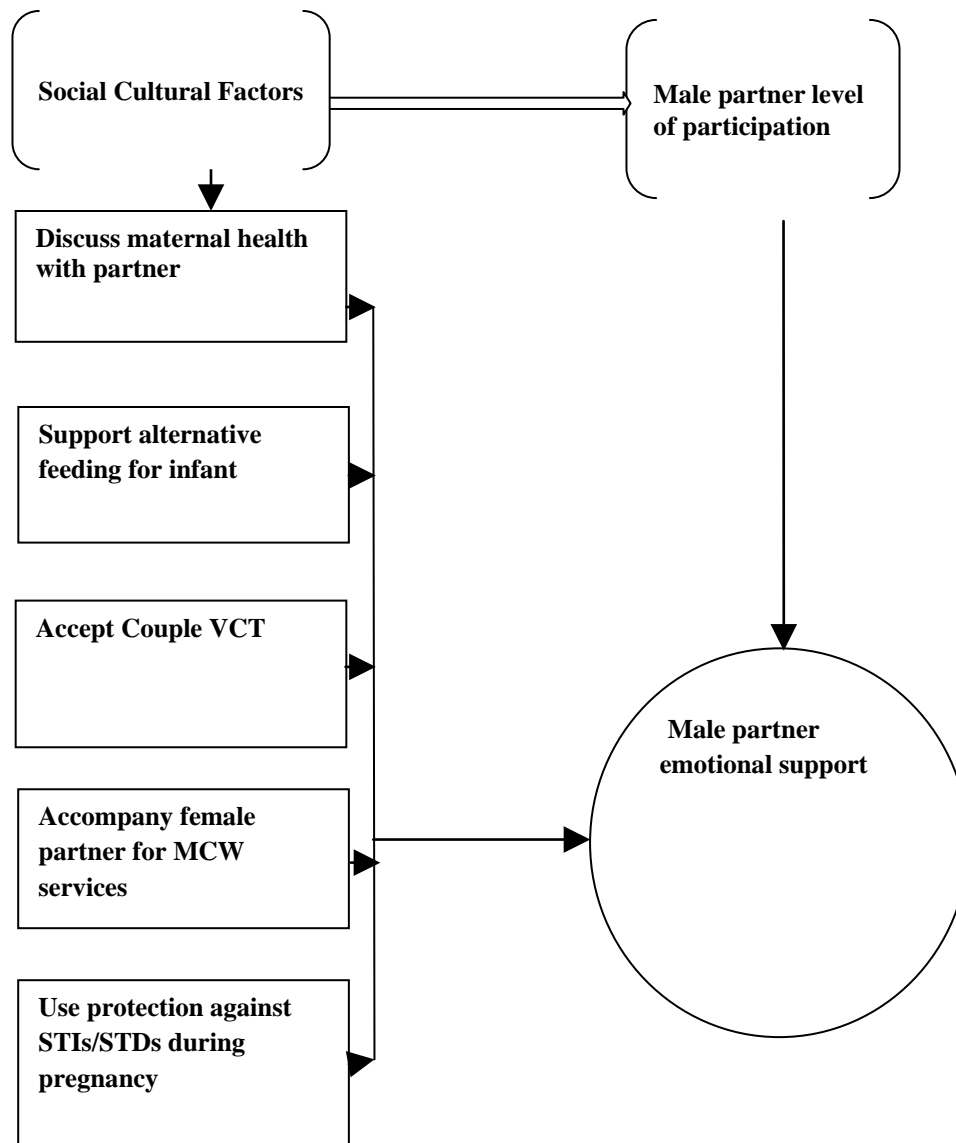 Social Cultural Factors
Male partner level
of participation
Discuss maternal health
with partner
Support alternative
feeding for infant
Accept Couple VCT
Male partner
emotional support
Accompany female
partner for MCW
services
Use protection against
STIs/STDs during
pregnancy